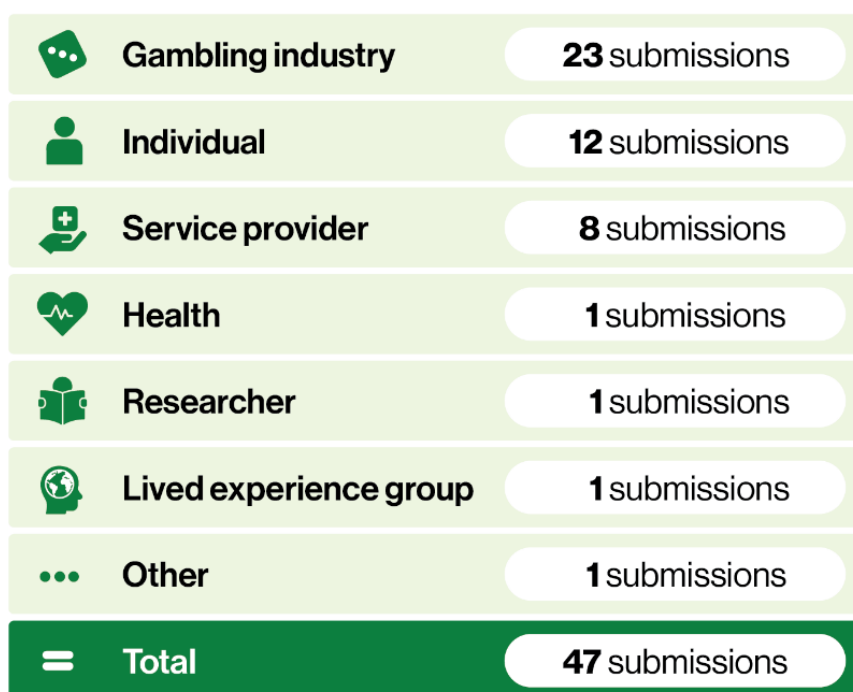 Gambling industry 23 submissions
Individual 12 submissions
Service provider 8 submissions
Health 1 submissions
Researcher 1 submissions
Lived experience group 1 submissions
Other 1 submissions
Total 47 submissions